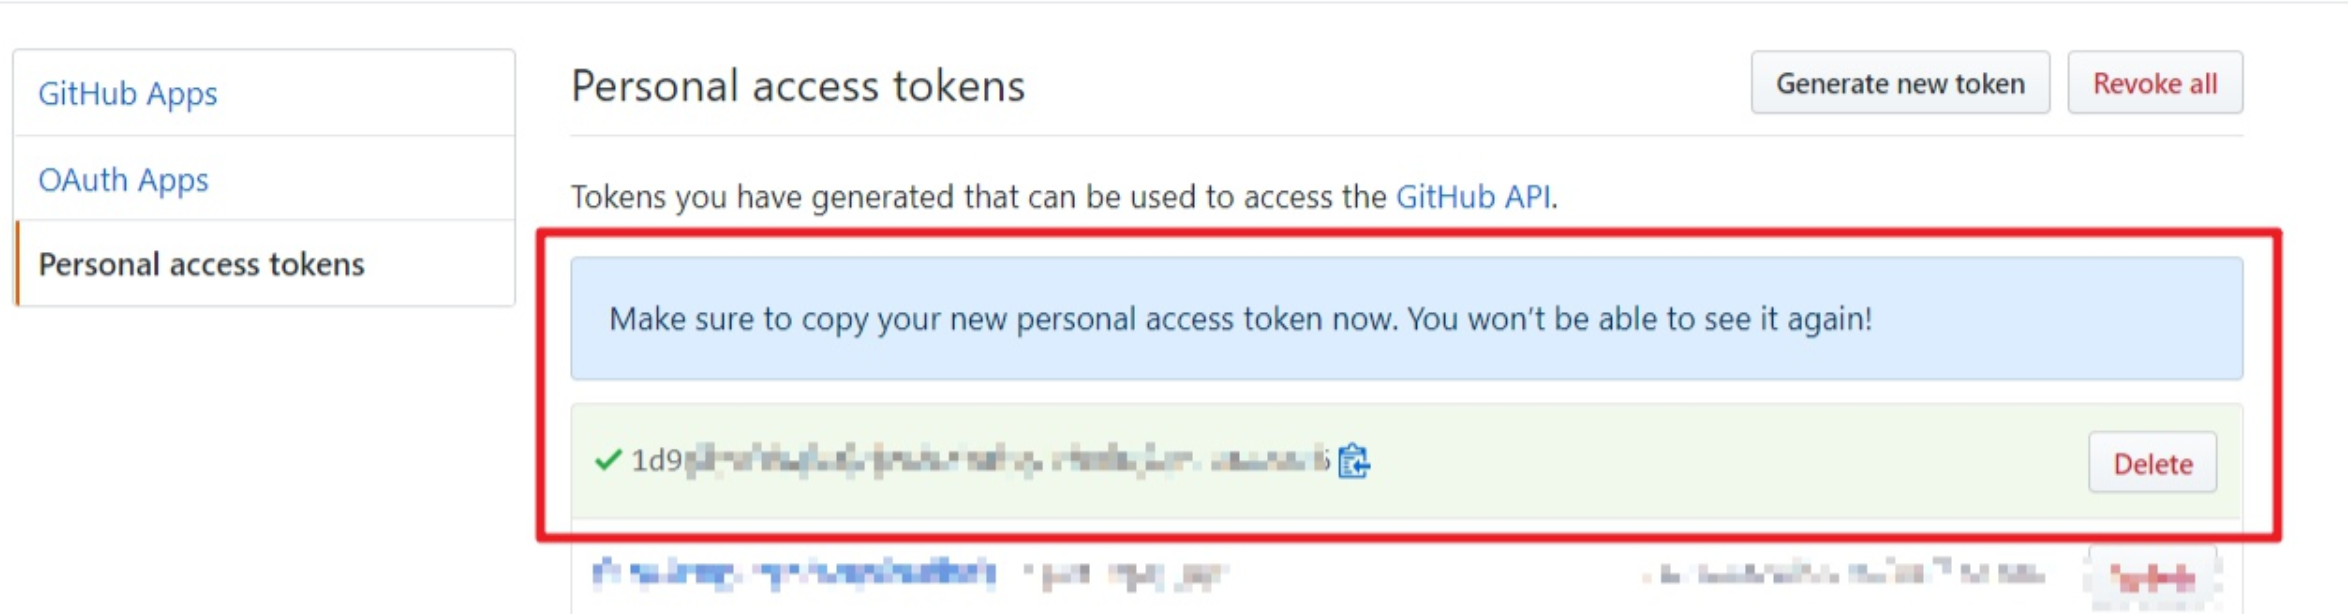 GitHub Apps
OAuth Apps
Personal access tokens
Personal access tokens
Generate new token
Revoke all
Tokens you have generated that can be used to access the GitHub API.
Make sure to copy your new personal access token now. You won't be able to see it again!
1d9
Delete